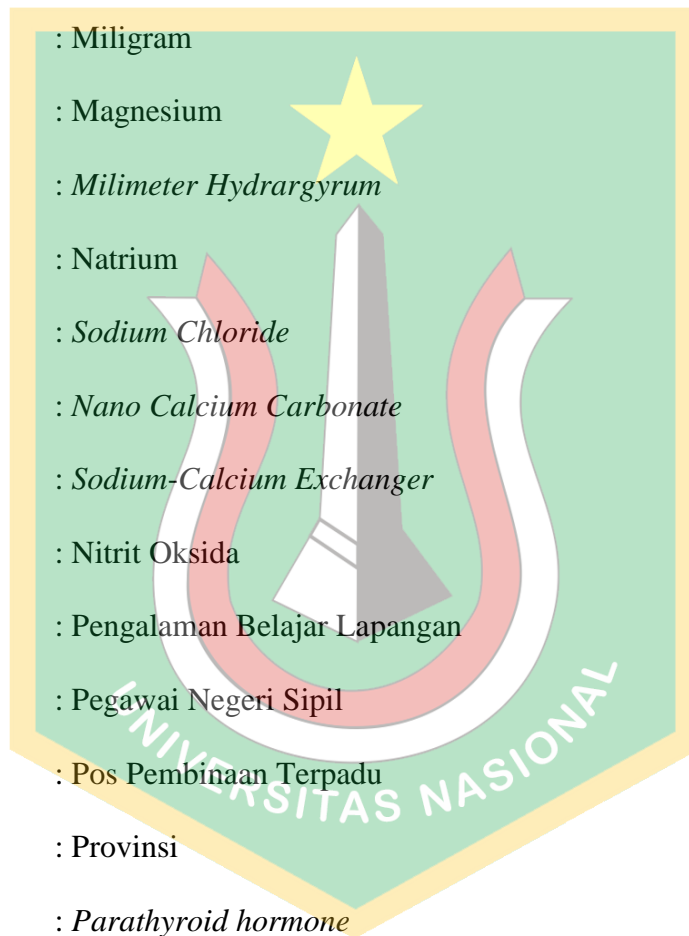 : Miligram
: Magnesium
: Milimeter Hydrargyrum
: Natrium
: Sodium Chloride
: Nano Calcium Carbonate
: Sodium-Calcium Exchanger
: Nitrit Oksida
: Pengalaman Belajar Lapangan
: Pegawai Negeri Sipil
: Pos Pembinaan Terpadu
: Provinsi
: Parathyroid hormone
UNIVERSITAS NASIONAL